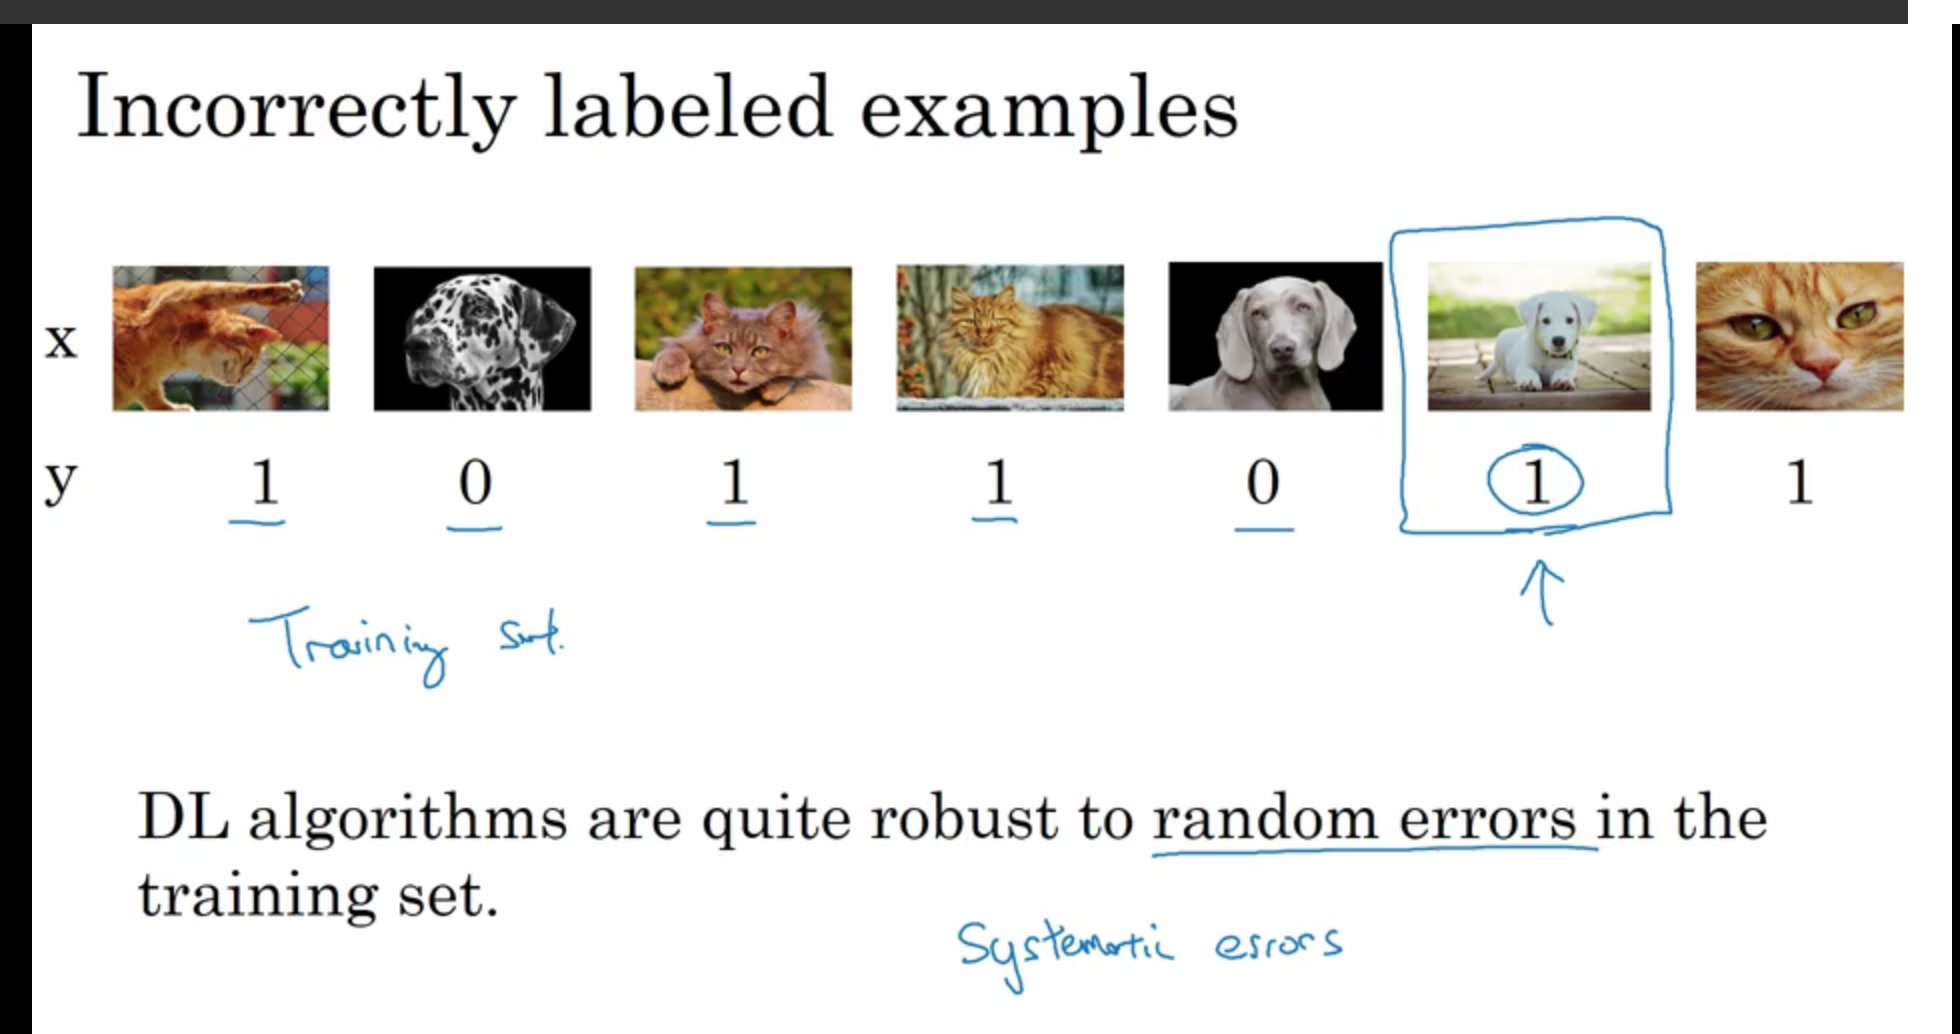 Incorrectly labeled examples
x
y 1 0 1 1 0 1 1
Training set.
DL algorithms are quite robust to random errors in the
training set.
Systematic errors